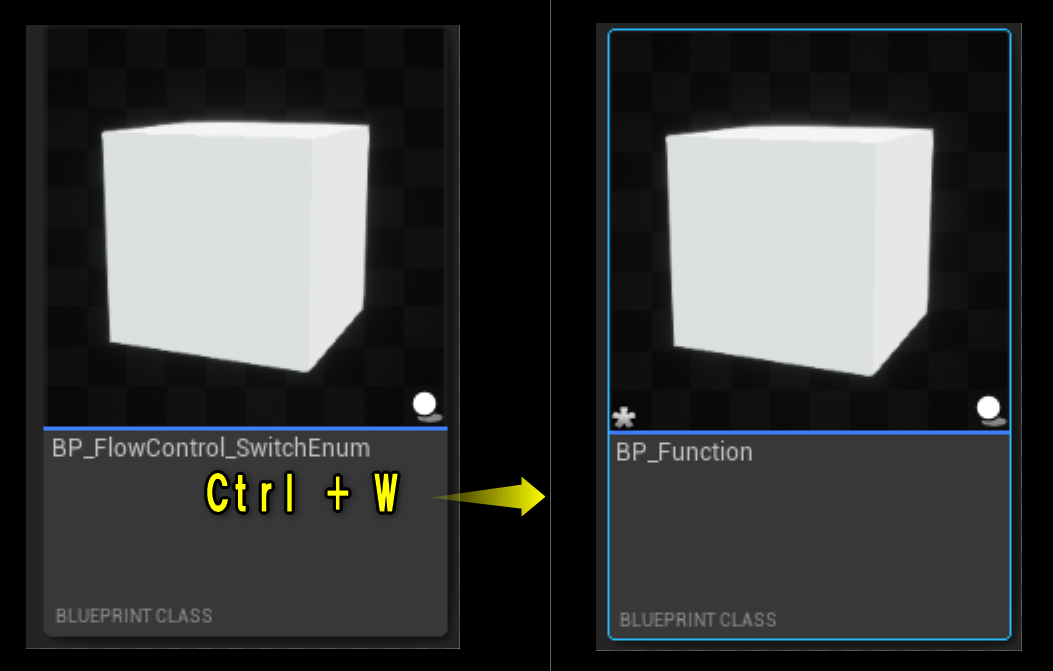 BP_FlowControl_SwitchEnum
Ctrl + W
BLUEPRINT CLASS
BP_Function
BLUEPRINT CLASS